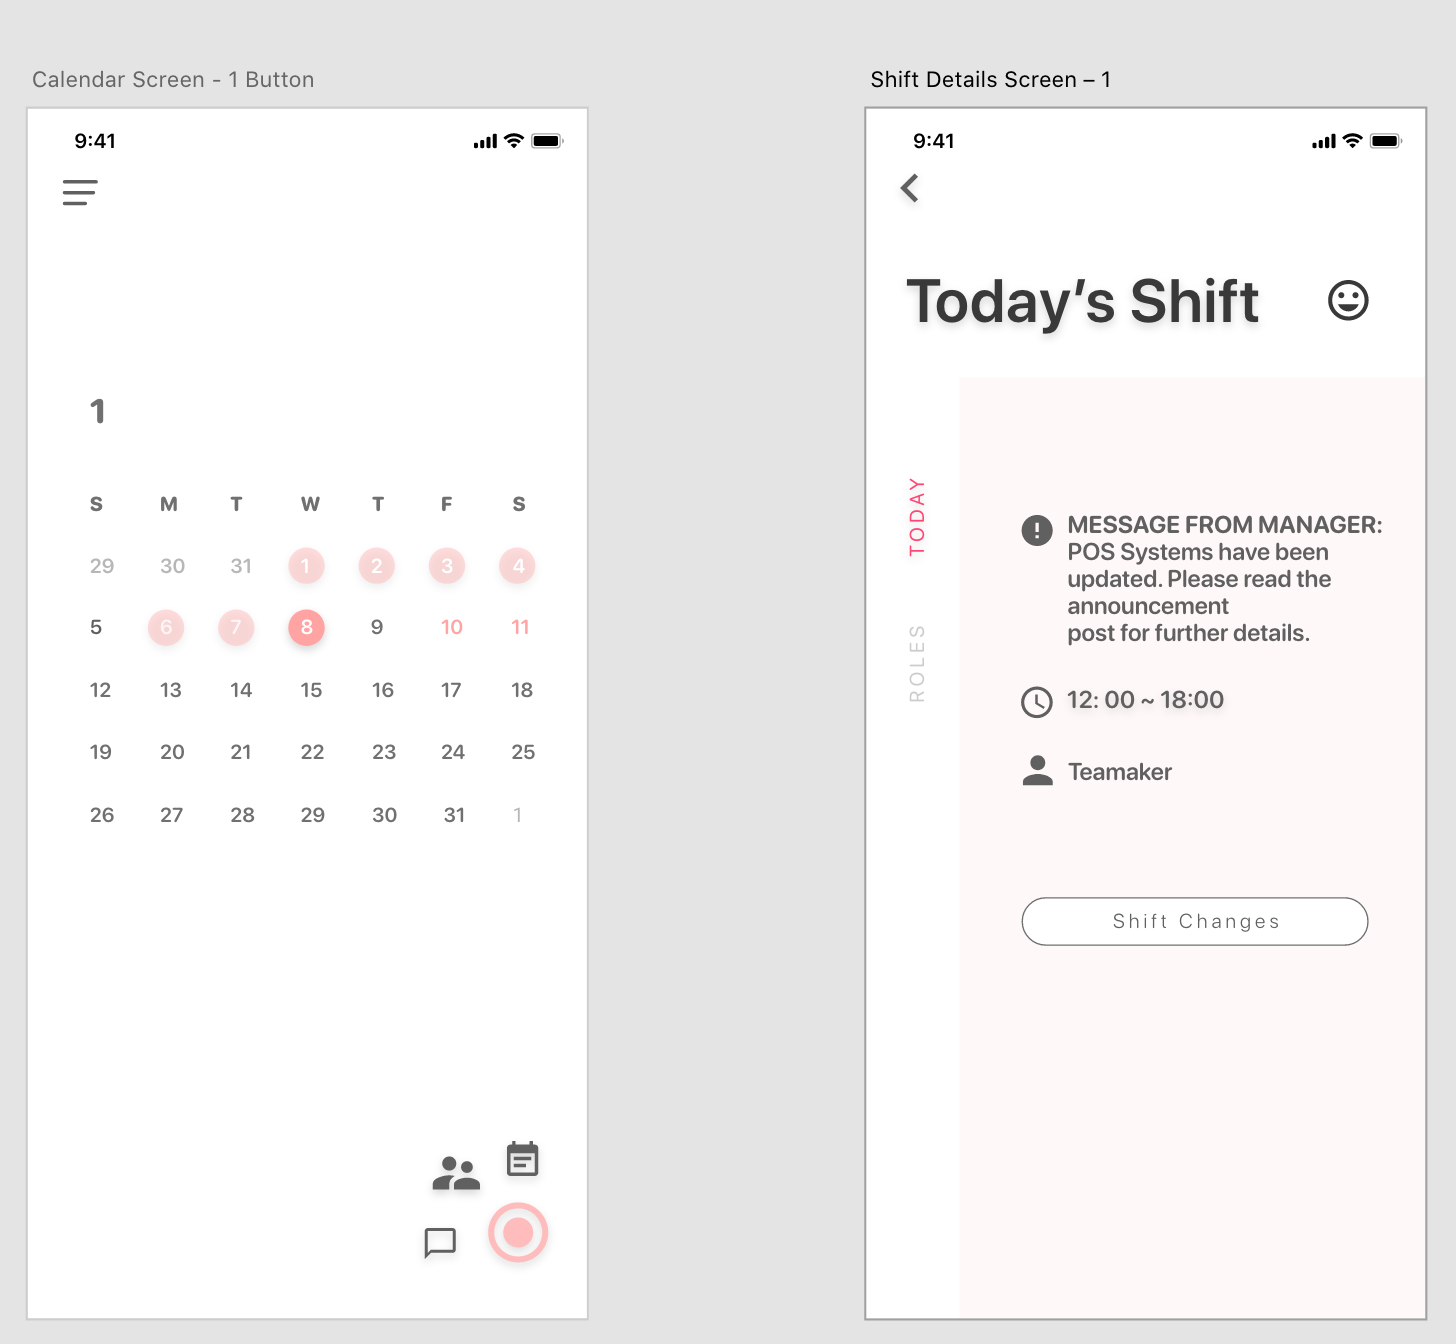 Calendar Screen - 1 Button
9:41
1
S M T W T F S
29 30 31 1 2 3 4
5 6 7 8 9 10 11
12 13 14 15 16 17 18
19 20 21 22 23 24 25
26 27 28 29 30 31 1
Shift Details Screen – 1
9:41
Today’s Shift
TODAY
ROLES
MESSAGE FROM MANAGER:
POS Systems have been
updated. Please read the
announcement
post for further details.
12: 00 ~ 18:00
Teamaker
Shift Changes